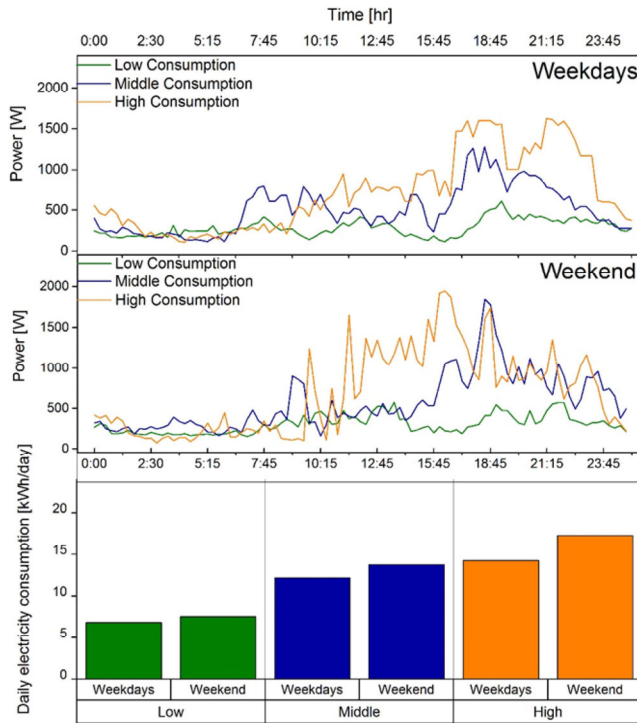 Time [hr]
0:00 2:30 5:15 7:45 10:15 12:45 15:45 18:45 21:15 23:45
Low Consumption
Middle Consumption
High Consumption
Weekdays
Power [W]
2000
1500
1000
500
0
Low Consumption
Middle Consumption
High Consumption
Weekend
Power [W]
2000
1500
1000
500
0
0:00 2:30 5:15 7:45 10:15 12:45 15:45 18:45 21:15 23:45
Daily electricity consumption [kWh/day]
20
15
10
5
0
Weekdays Weekend Weekdays Weekend Weekdays Weekend
Low Middle High